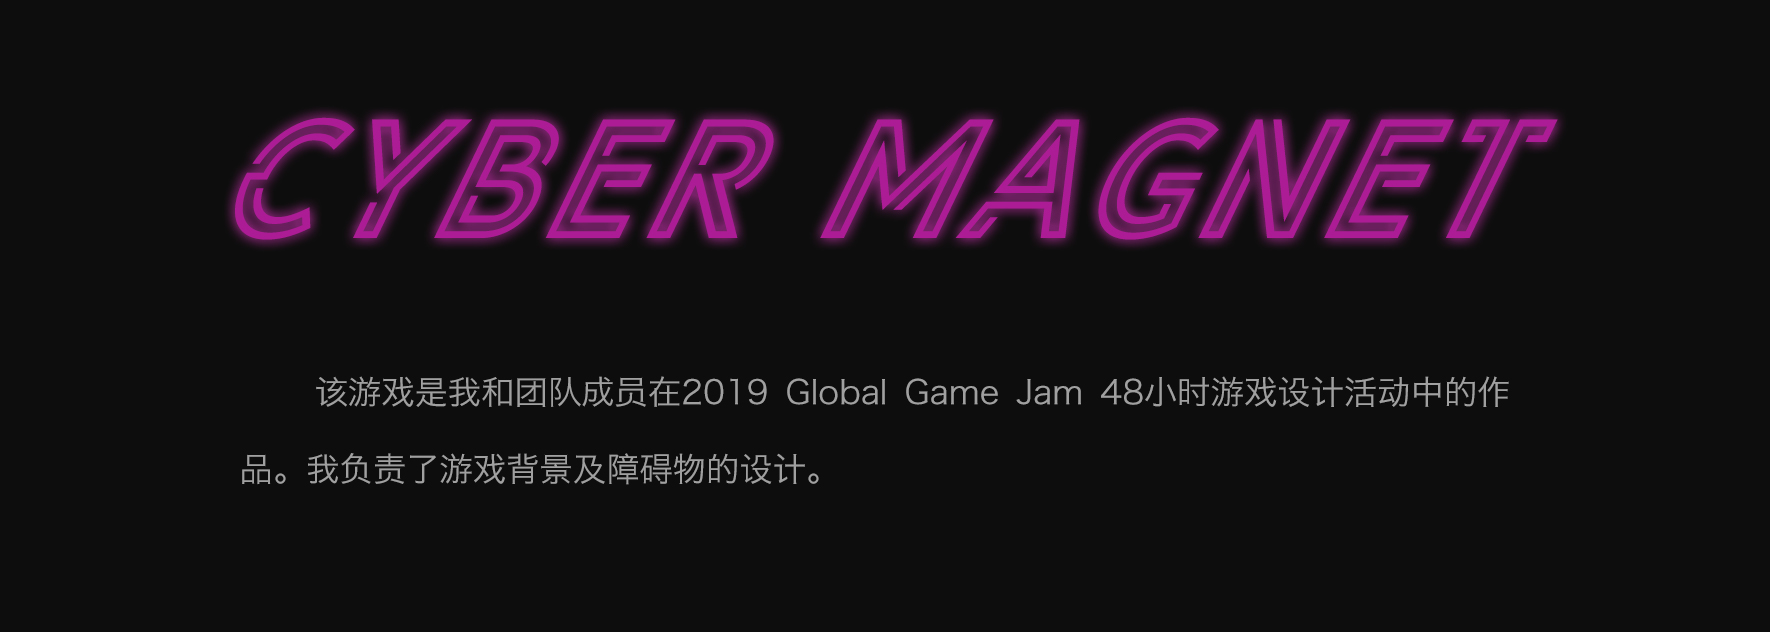 CYBER MAGNET
该游戏是我和团队成员在2019 Global Game Jam 48小时游戏设计活动中的作
品。我负责了游戏背景及障碍物的设计。